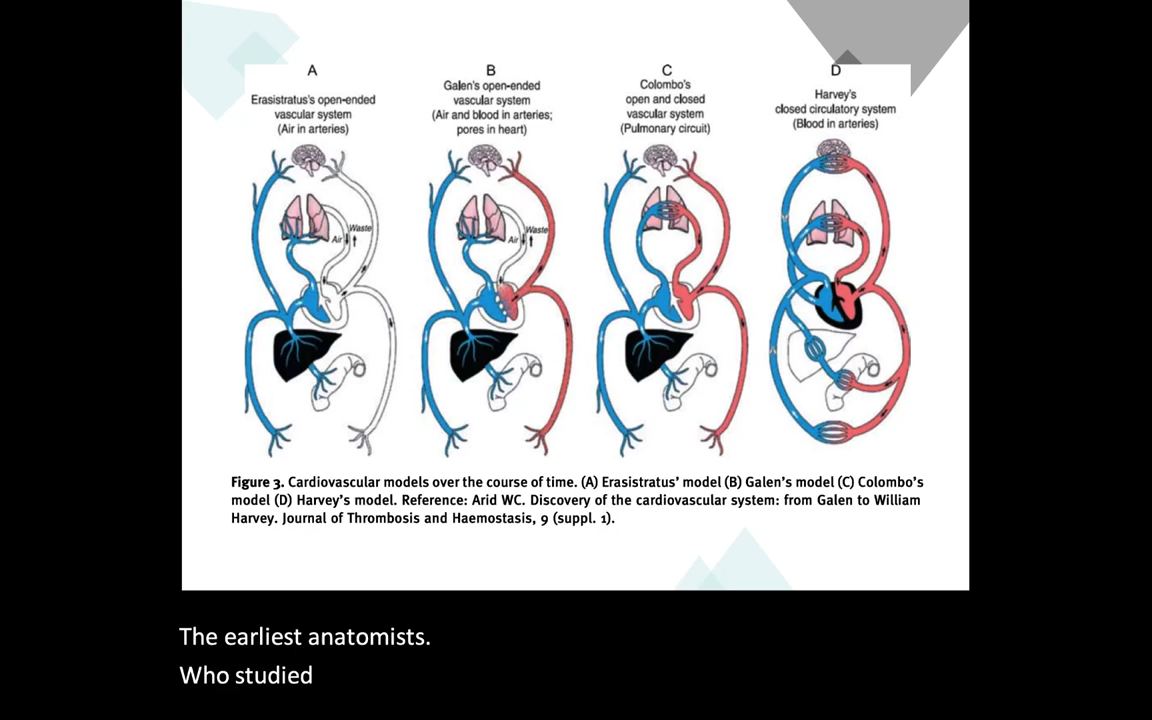 A
Erasistratus's open-ended
vascular system
(Air in arteries)
B
Galen's open-ended
vascular system
(Air and blood in arteries;
pores in heart)
C
Colombo's
open and closed
vascular system
(Pulmonary circuit)
D
Harvey's
closed circulatory system
(Blood in arteries)
Waste
Air
Waste
Air
Figure 3. Cardiovascular models over the course of time. (A) Erasistratus' model (B) Galen's model (C) Colombo's
model (D) Harvey's model. Reference: Arid WC. Discovery of the cardiovascular system: from Galen to William
Harvey. Journal of Thrombosis and Haemostasis, 9 (suppl. 1).
The earliest anatomists.
Who studied